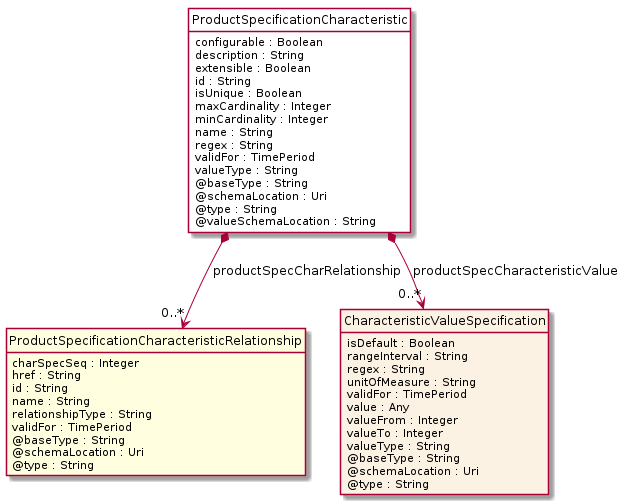 ProductSpecificationCharacteristic
configurable : Boolean
description : String
extensible : Boolean
id : String
isUnique : Boolean
maxCardinality : Integer
minCardinality : Integer
name : String
regex : String
validFor : TimePeriod
valueType : String
@baseType : String
@schemaLocation : Uri
@type : String
@valueSchemaLocation : String
productSpecCharRelationship
productSpecCharacteristicValue
0..*
0..*
ProductSpecificationCharacteristicRelationship
charSpecSeq : Integer
href : String
id : String
name : String
relationshipType : String
validFor : TimePeriod
@baseType : String
@schemaLocation : Uri
@type : String
CharacteristicValueSpecification
isDefault : Boolean
rangeInterval : String
regex : String
unitOfMeasure : String
validFor : TimePeriod
value : Any
valueFrom : Integer
valueTo : Integer
valueType : String
@baseType : String
@schemaLocation : Uri
@type : String